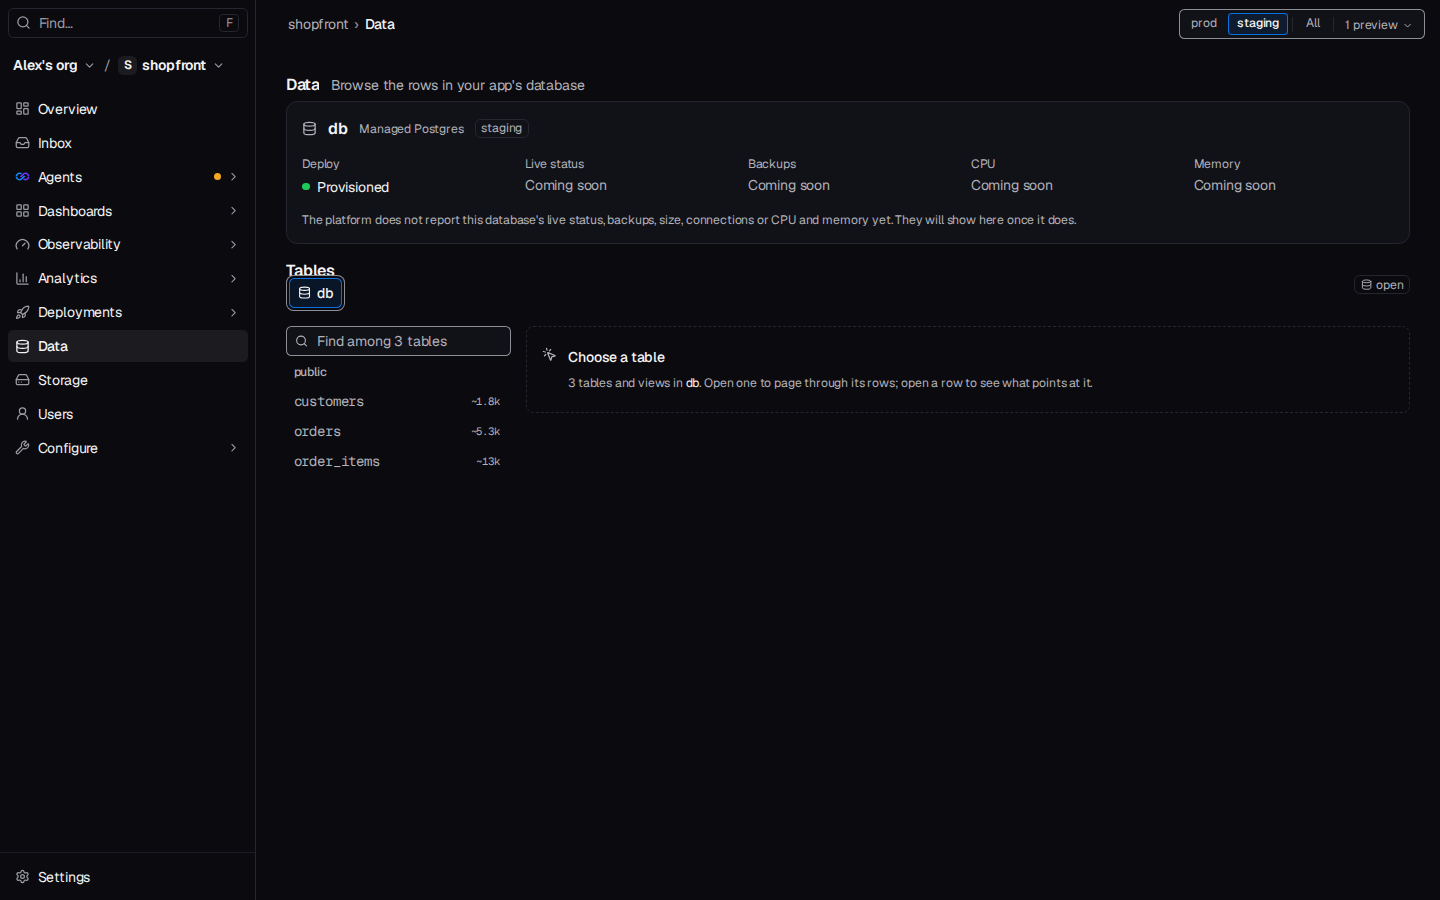 Find... F
Alex's org / S shopfront
Overview
Inbox
Agents
Dashboards
Observability
Analytics
Deployments
Data
Storage
Users
Configure
Settings
shopfront › Data
prod staging All 1 preview
Data Browse the rows in your app's database
db Managed Postgres staging
Deploy Live status Backups CPU Memory
Provisioned Coming soon Coming soon Coming soon Coming soon
The platform does not report this database's live status, backups, size, connections or CPU and memory yet. They will show here once it does.
Tables
db open
Find among 3 tables
public
customers ~1.8k
orders ~5.3k
order_items ~13k
Choose a table
3 tables and views in db. Open one to page through its rows; open a row to see what points at it.